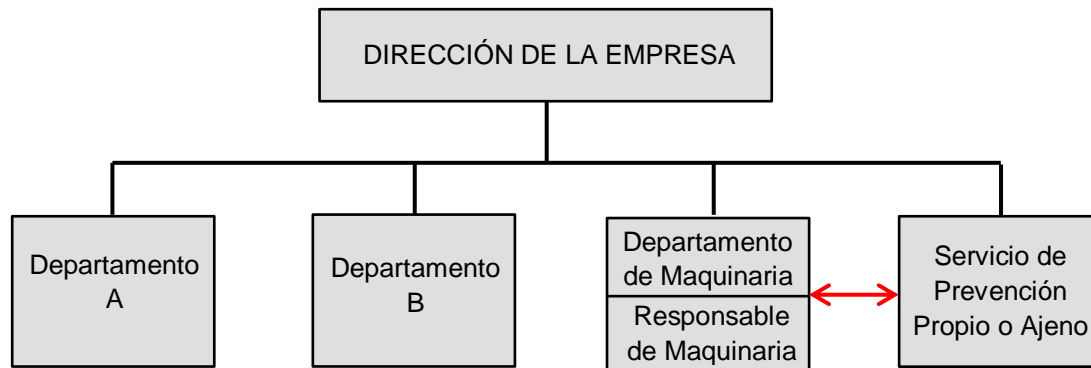 DIRECCIÓN DE LA EMPRESA
Departamento
A
Departamento
B
Departamento
de Maquinaria
Responsable
de Maquinaria
Servicio de
Prevención
Propio o Ajeno